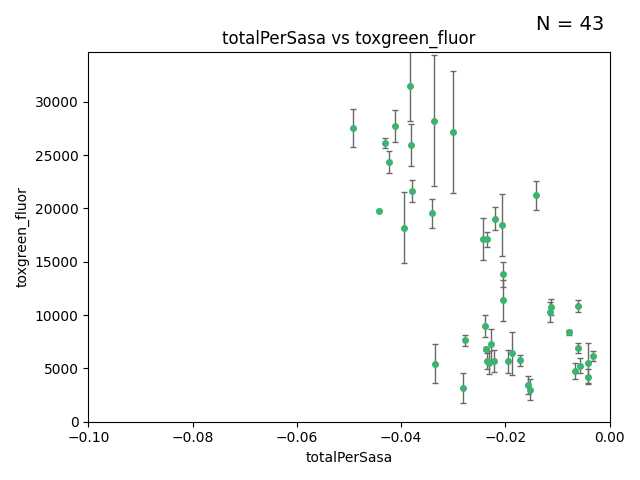 N = 43
totalPerSasa vs toxgreen_fluor
toxgreen_fluor
30000
25000
20000
15000
10000
5000
0
−0.10 −0.08 −0.06 −0.04 −0.02 0.00
totalPerSasa